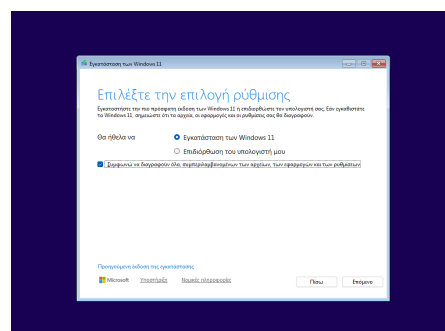 Εγκατάσταση των Windows 11
Επιλέξτε την επιλογή ρύθμισης
Εγκαταστήστε την πιο πρόσφατη έκδοση των Windows 11 ή επιδιορθώστε τον υπολογιστή σας. Εάν εγκαθιστάτε
τα Windows 11, σημειώστε ότι τα αρχεία, οι εφαρμογές και οι ρυθμίσεις σας θα διαγραφούν.
Θα ήθελα να
Εγκατάσταση των Windows 11
Επιδιόρθωση του υπολογιστή μου
Συμφωνώ να διαγραφούν όλα, συμπεριλαμβανομένων των αρχείων, των εφαρμογών και των ρυθμίσεων
Προηγούμενη έκδοση της εγκατάστασης
Microsoft Υποστήριξη Νομικές πληροφορίες Πίσω Επόμενο